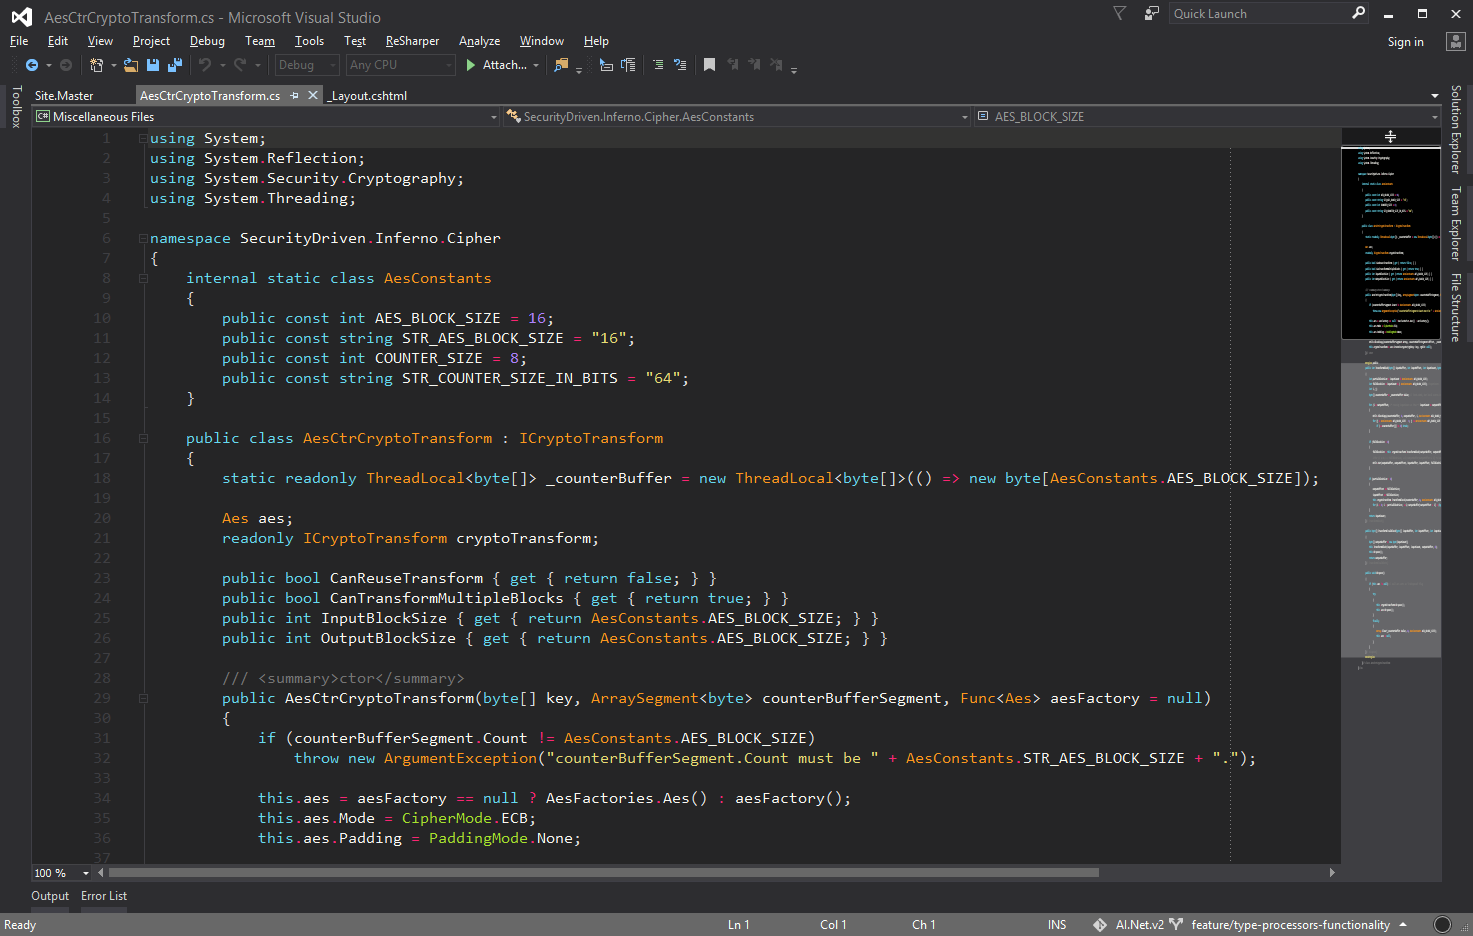 AesCtrCryptoTransform.cs - Microsoft Visual Studio
Quick Launch
File Edit View Project Debug Team Tools Test ReSharper Analyze Window Help
Sign in
Debug Any CPU Attach...
Toolbox
Site.Master AesCtrCryptoTransform.cs _Layout.cshtml
Miscellaneous Files SecurityDriven.Inferno.Cipher.AesConstants AES_BLOCK_SIZE
1 using System;
2 using System.Reflection;
3 using System.Security.Cryptography;
4 using System.Threading;
5
6 namespace SecurityDriven.Inferno.Cipher
7 {
8 internal static class AesConstants
9 {
10 public const int AES_BLOCK_SIZE = 16;
11 public const string STR_AES_BLOCK_SIZE = "16";
12 public const int COUNTER_SIZE = 8;
13 public const string STR_COUNTER_SIZE_IN_BITS = "64";
14 }
15
16 public class AesCtrCryptoTransform : ICryptoTransform
17 {
18 static readonly ThreadLocal<byte[]> _counterBuffer = new ThreadLocal<byte[]>(() => new byte[AesConstants.AES_BLOCK_SIZE]);
19
20 Aes aes;
21 readonly ICryptoTransform cryptoTransform;
22
23 public bool CanReuseTransform { get { return false; } }
24 public bool CanTransformMultipleBlocks { get { return true; } }
25 public int InputBlockSize { get { return AesConstants.AES_BLOCK_SIZE; } }
26 public int OutputBlockSize { get { return AesConstants.AES_BLOCK_SIZE; } }
27
28 /// <summary>ctor</summary>
29 public AesCtrCryptoTransform(byte[] key, ArraySegment<byte> counterBufferSegment, Func<Aes> aesFactory = null)
30 {
31 if (counterBufferSegment.Count != AesConstants.AES_BLOCK_SIZE)
32 throw new ArgumentException("counterBufferSegment.Count must be " + AesConstants.STR_AES_BLOCK_SIZE + ".");
33
34 this.aes = aesFactory == null ? AesFactories.Aes() : aesFactory();
35 this.aes.Mode = CipherMode.ECB;
36 this.aes.Padding = PaddingMode.None;
37
Solution Explorer
Team Explorer
File Structure
100 %
Output Error List
Ready Ln 1 Col 1 Ch 1 INS AI.Net.v2 feature/type-processors-functionality